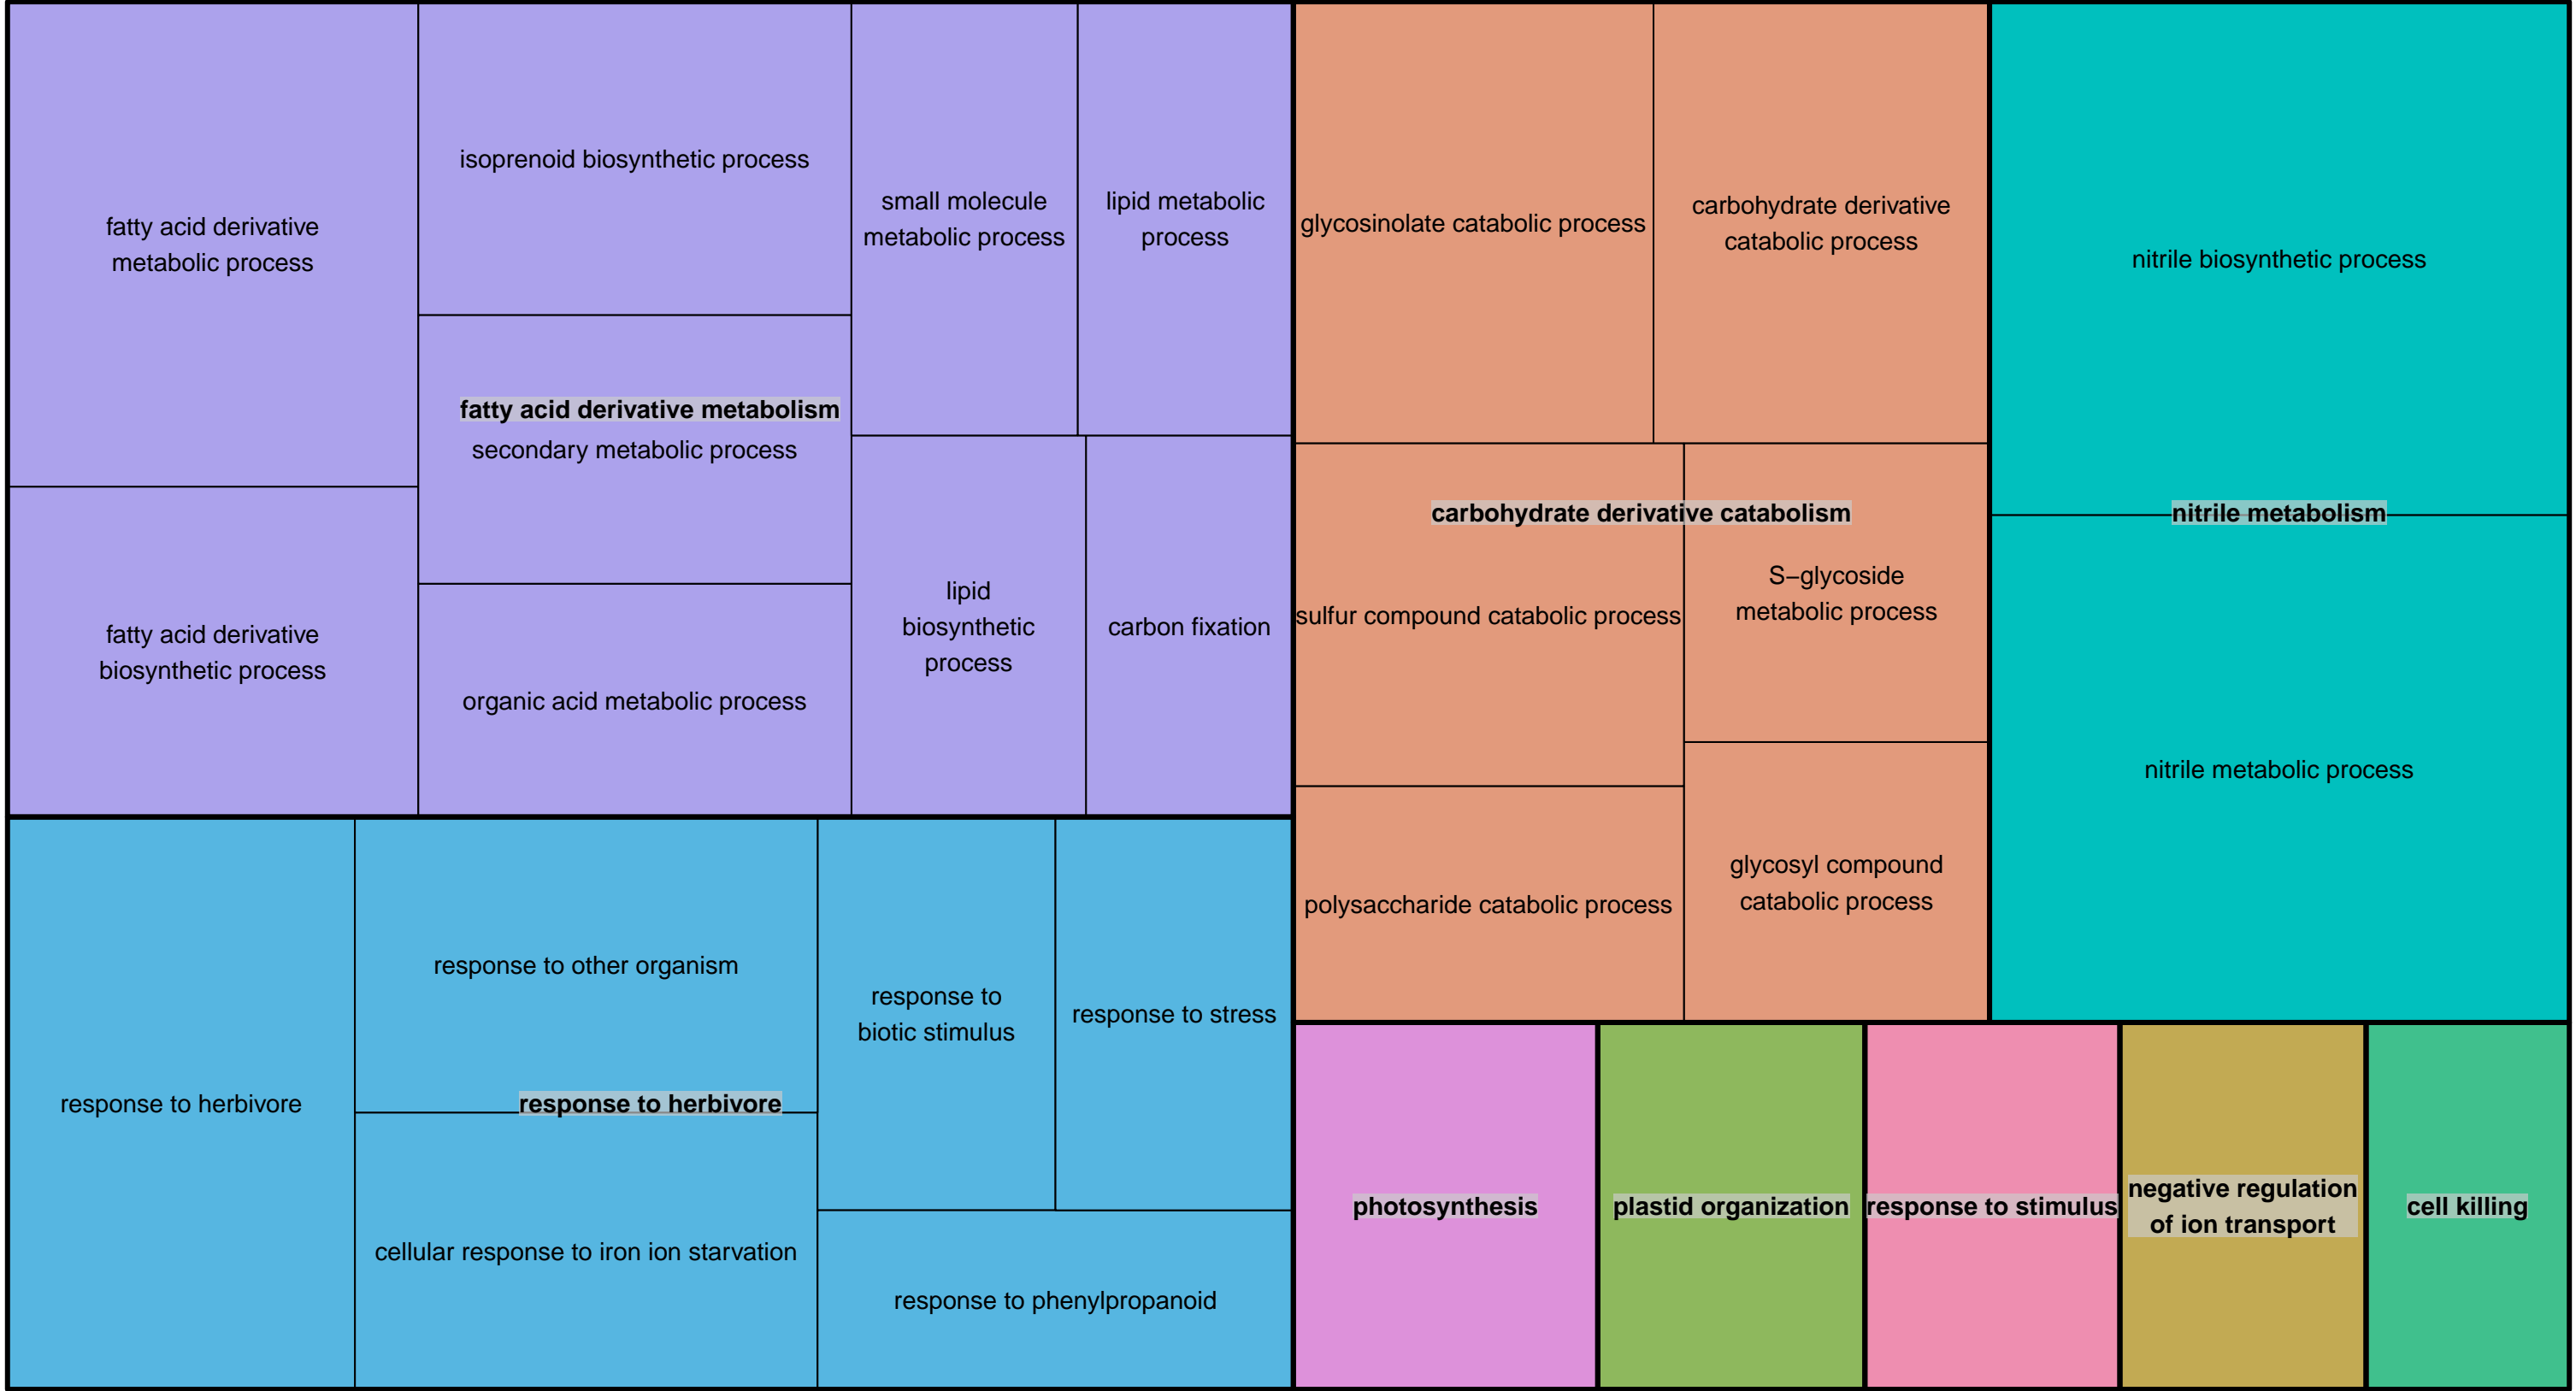 fatty acid derivative
metabolic process
fatty acid derivative
biosynthetic process
isoprenoid biosynthetic process
fatty acid derivative metabolism
secondary metabolic process
organic acid metabolic process
small molecule
metabolic process
lipid metabolic
process
lipid
biosynthetic
process
carbon fixation
glycosinolate catabolic process
carbohydrate derivative
catabolic process
carbohydrate derivative catabolism
sulfur compound catabolic process
S−glycoside
metabolic process
polysaccharide catabolic process
glycosyl compound
catabolic process
nitrile biosynthetic process
nitrile metabolism
nitrile metabolic process
response to herbivore
response to other organism
response to herbivore
cellular response to iron ion starvation
response to
biotic stimulus
response to stress
response to phenylpropanoid
photosynthesis
plastid organization
response to stimulus
negative regulation
of ion transport
cell killing